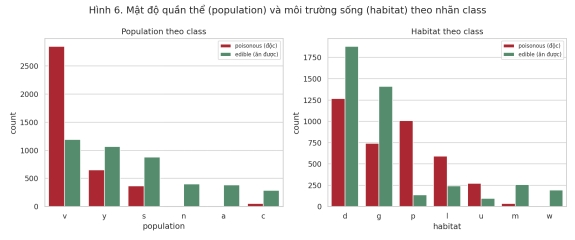 Hình 6. Mật độ quần thể (population) và môi trường sống (habitat) theo nhãn class
Population theo class
poisonous (độc)
edible (ăn được)
2500
2000
1500
1000
500
0
count
v y s n a c
population
Habitat theo class
poisonous (độc)
edible (ăn được)
1750
1500
1250
1000
750
500
250
0
count
d g p l u m w
habitat